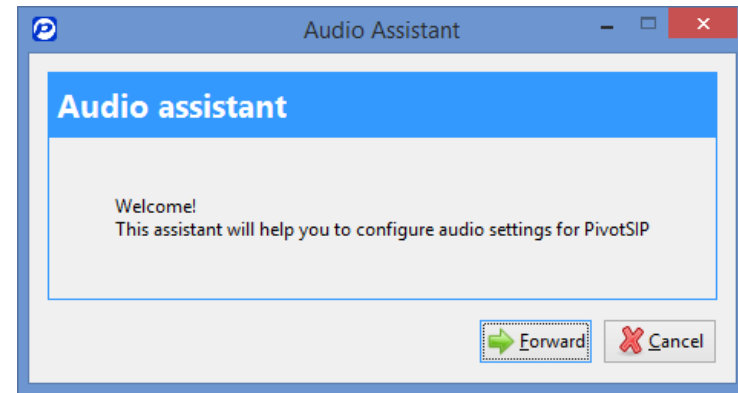 Audio Assistant
Audio assistant
Welcome!
This assistant will help you to configure audio settings for PivotSIP
Forward
Cancel